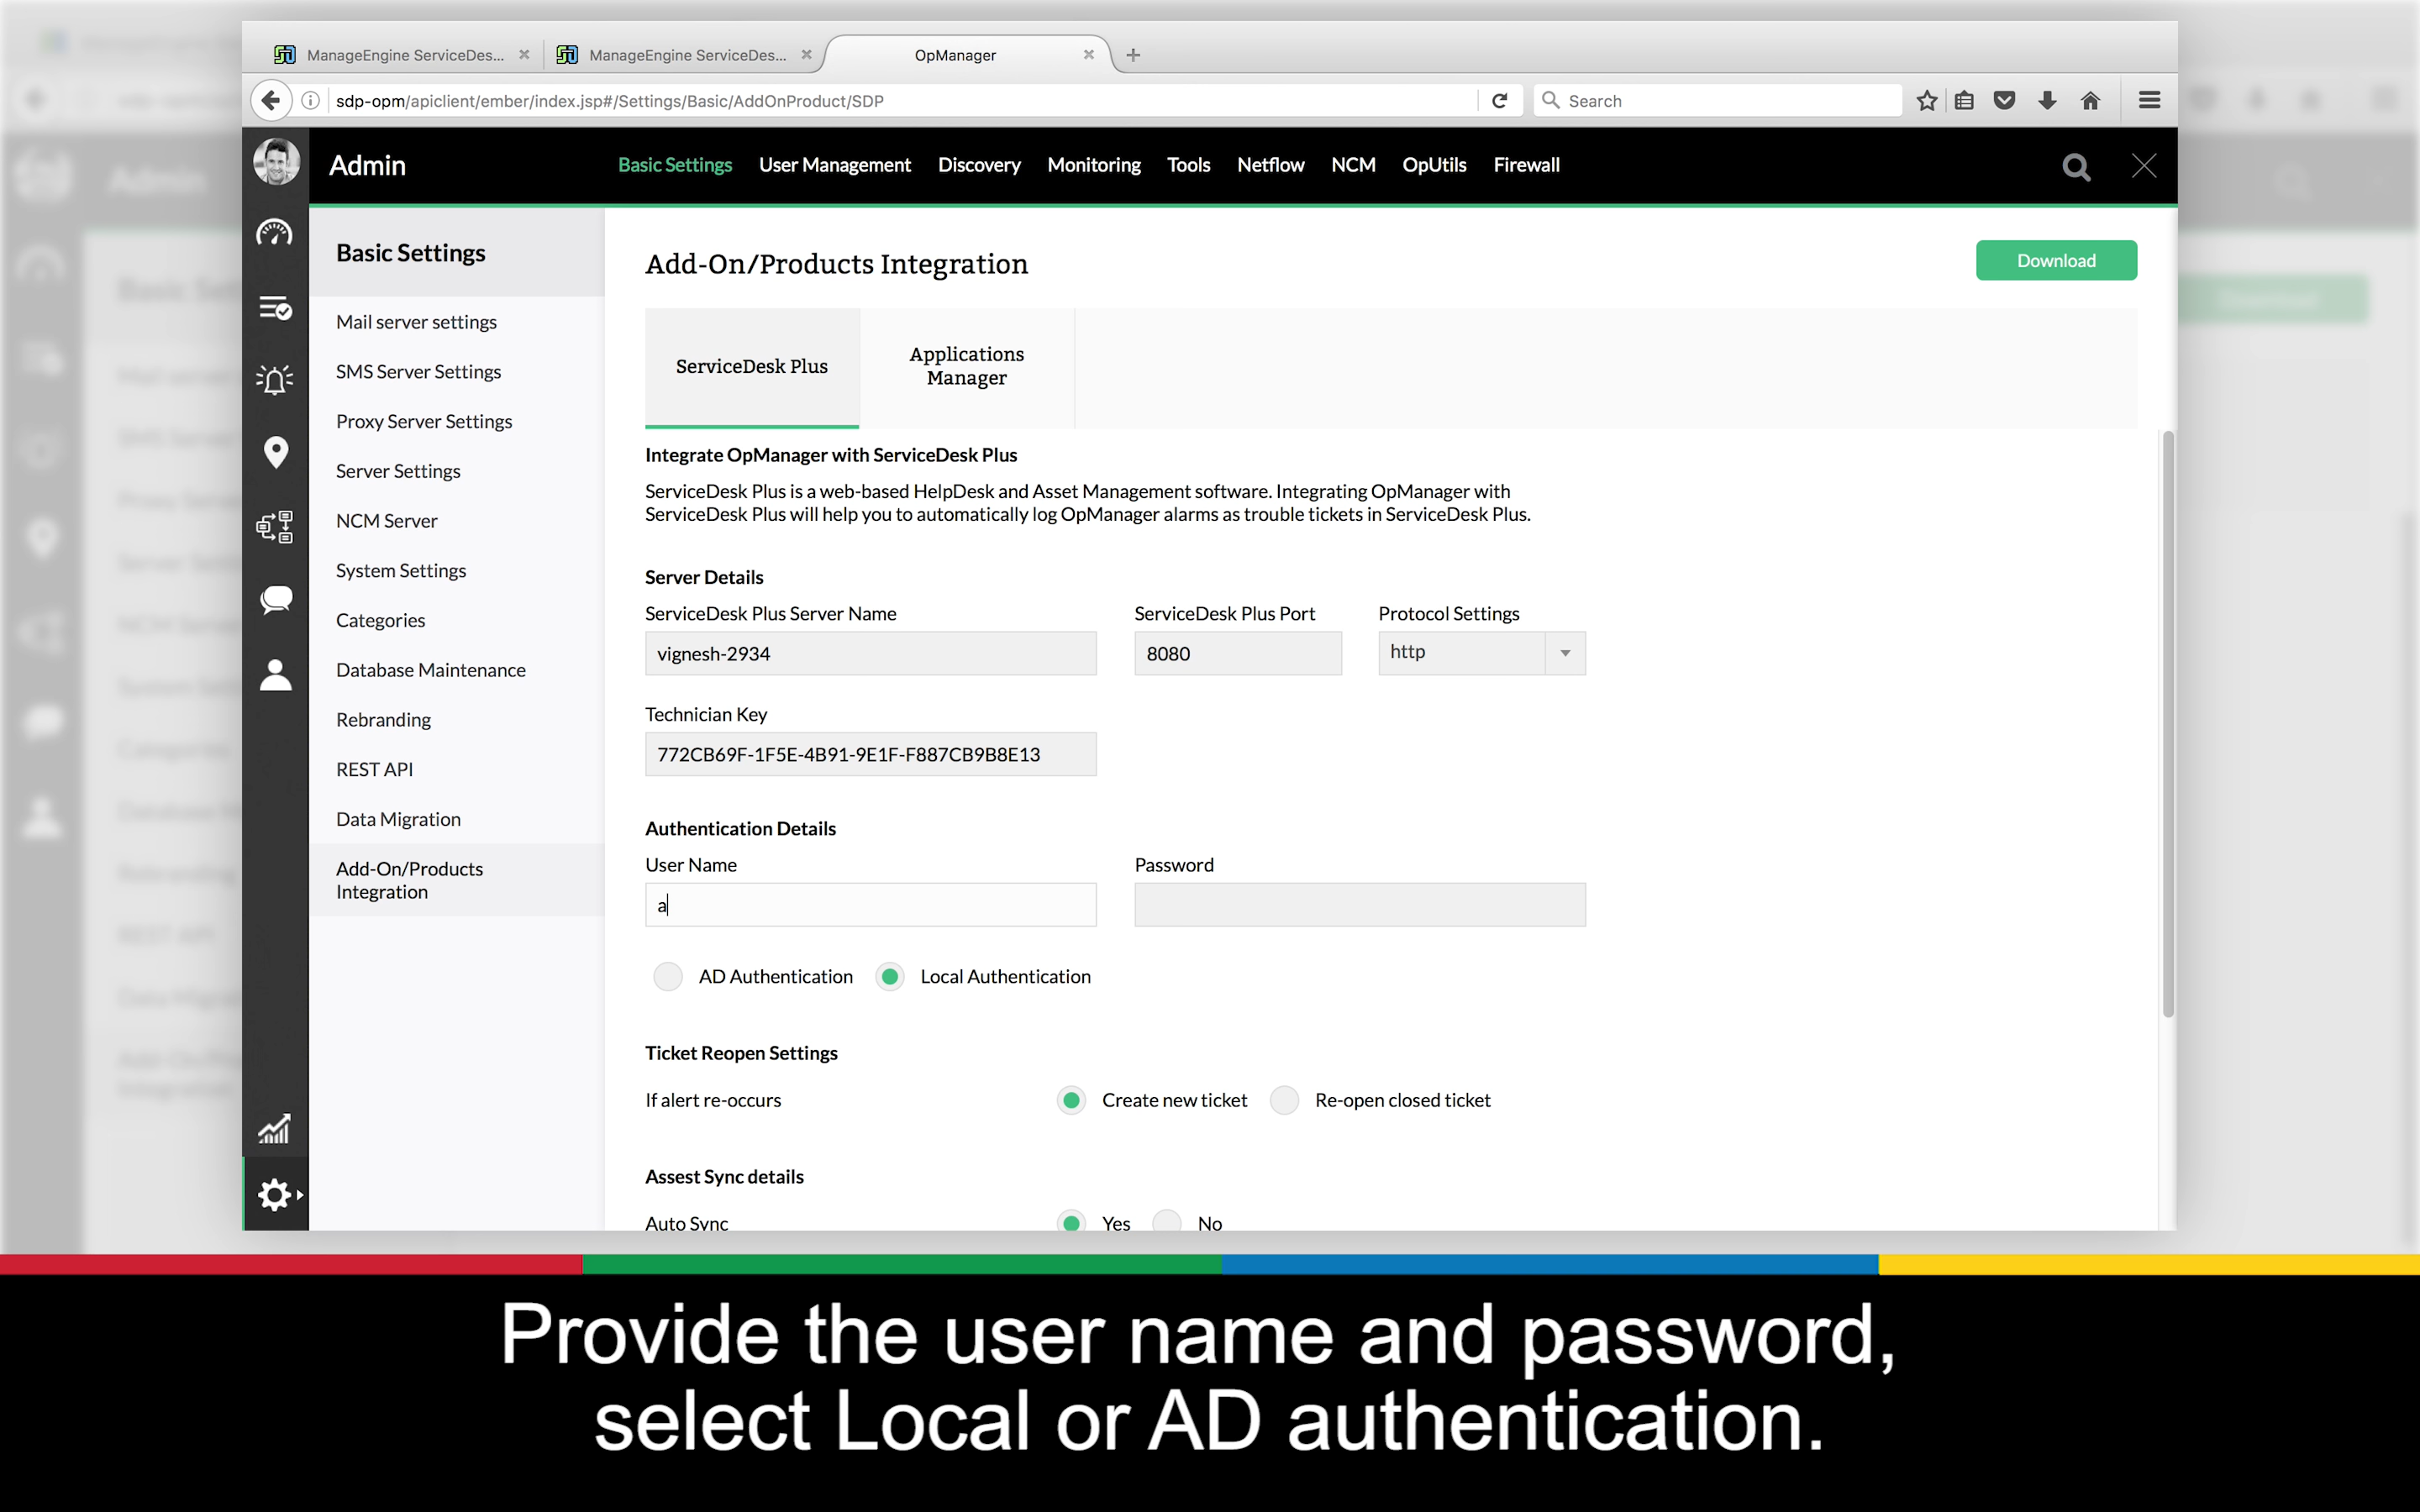 ManageEngine ServiceDes...
ManageEngine ServiceDes...
OpManager
sdp-opm/apiclient/ember/index.jsp#/Settings/Basic/AddOnProduct/SDP
Search
Admin
Basic Settings
User Management
Discovery
Monitoring
Tools
Netflow
NCM
OpUtils
Firewall
Basic Settings
Mail server settings
SMS Server Settings
Proxy Server Settings
Server Settings
NCM Server
System Settings
Categories
Database Maintenance
Rebranding
REST API
Data Migration
Add-On/Products
Integration
Add-On/Products Integration
Download
ServiceDesk Plus
Applications
Manager
Integrate OpManager with ServiceDesk Plus
ServiceDesk Plus is a web-based HelpDesk and Asset Management software. Integrating OpManager with
ServiceDesk Plus will help you to automatically log OpManager alarms as trouble tickets in ServiceDesk Plus.
Server Details
ServiceDesk Plus Server Name
ServiceDesk Plus Port
Protocol Settings
vignesh-2934
8080
http
Technician Key
772CB69F-1F5E-4B91-9E1F-F887CB9B8E13
Authentication Details
User Name
Password
a
AD Authentication
Local Authentication
Ticket Reopen Settings
If alert re-occurs
Create new ticket
Re-open closed ticket
Assest Sync details
Auto Sync
Yes
No
Provide the user name and password,
select Local or AD authentication.